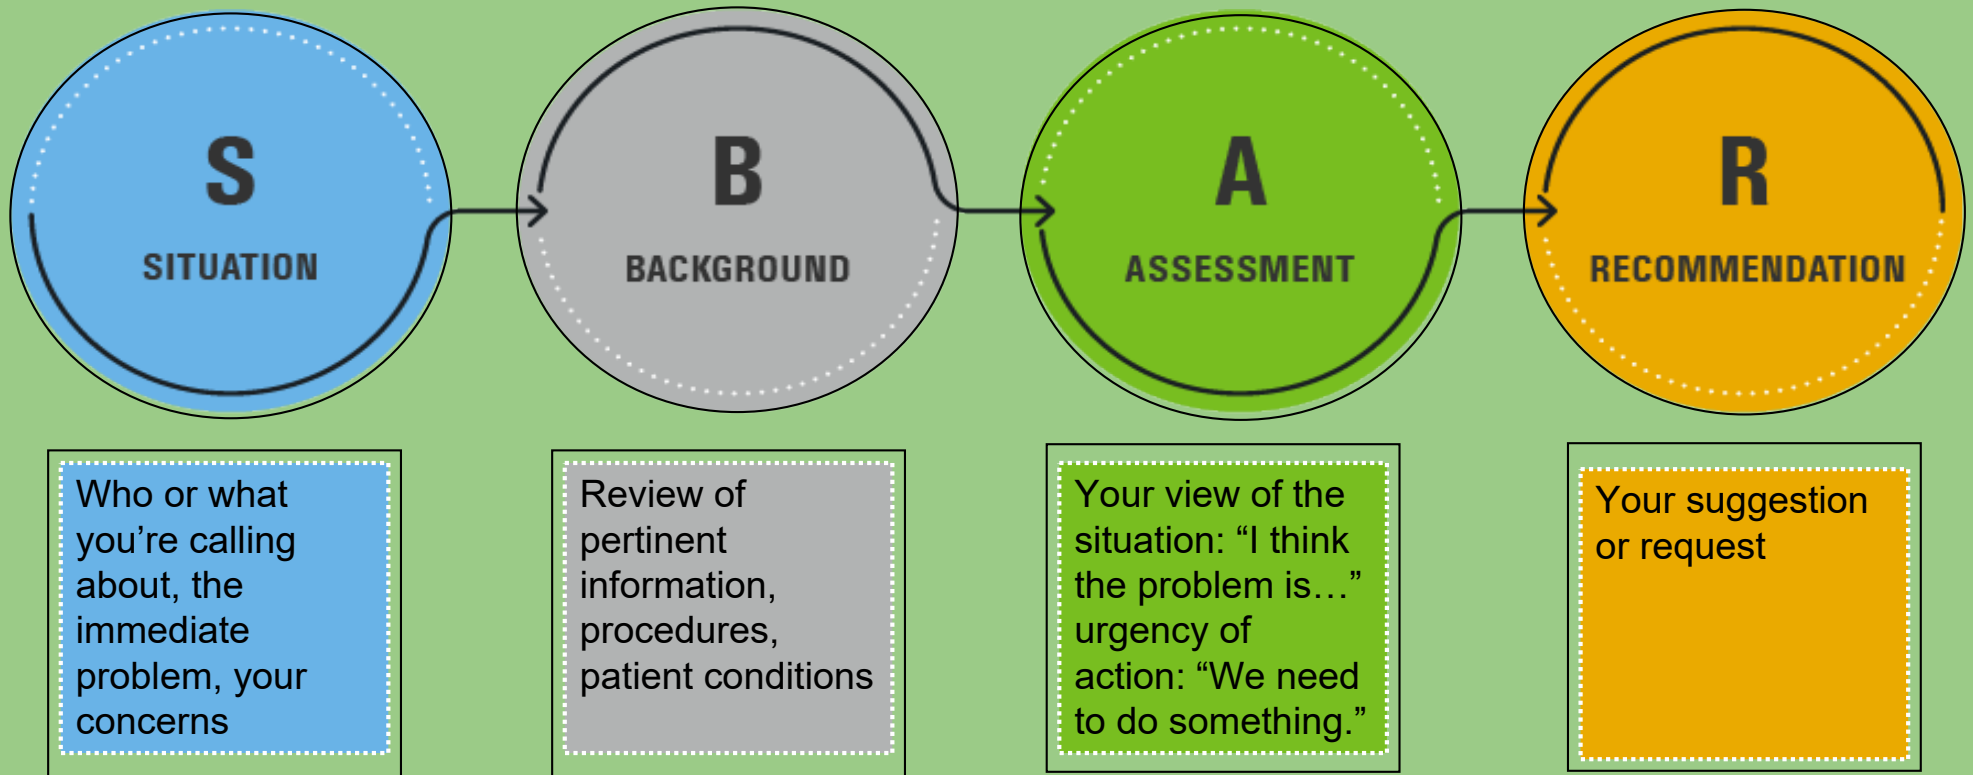 S
SITUATION
B
BACKGROUND
A
ASSESSMENT
R
RECOMMENDATION
Who or what
you’re calling
about, the
immediate
problem, your
concerns
Review of
pertinent
information,
procedures,
patient conditions
Your view of the
situation: “I think
the problem is…”
urgency of
action: “We need
to do something.”
Your suggestion
or request